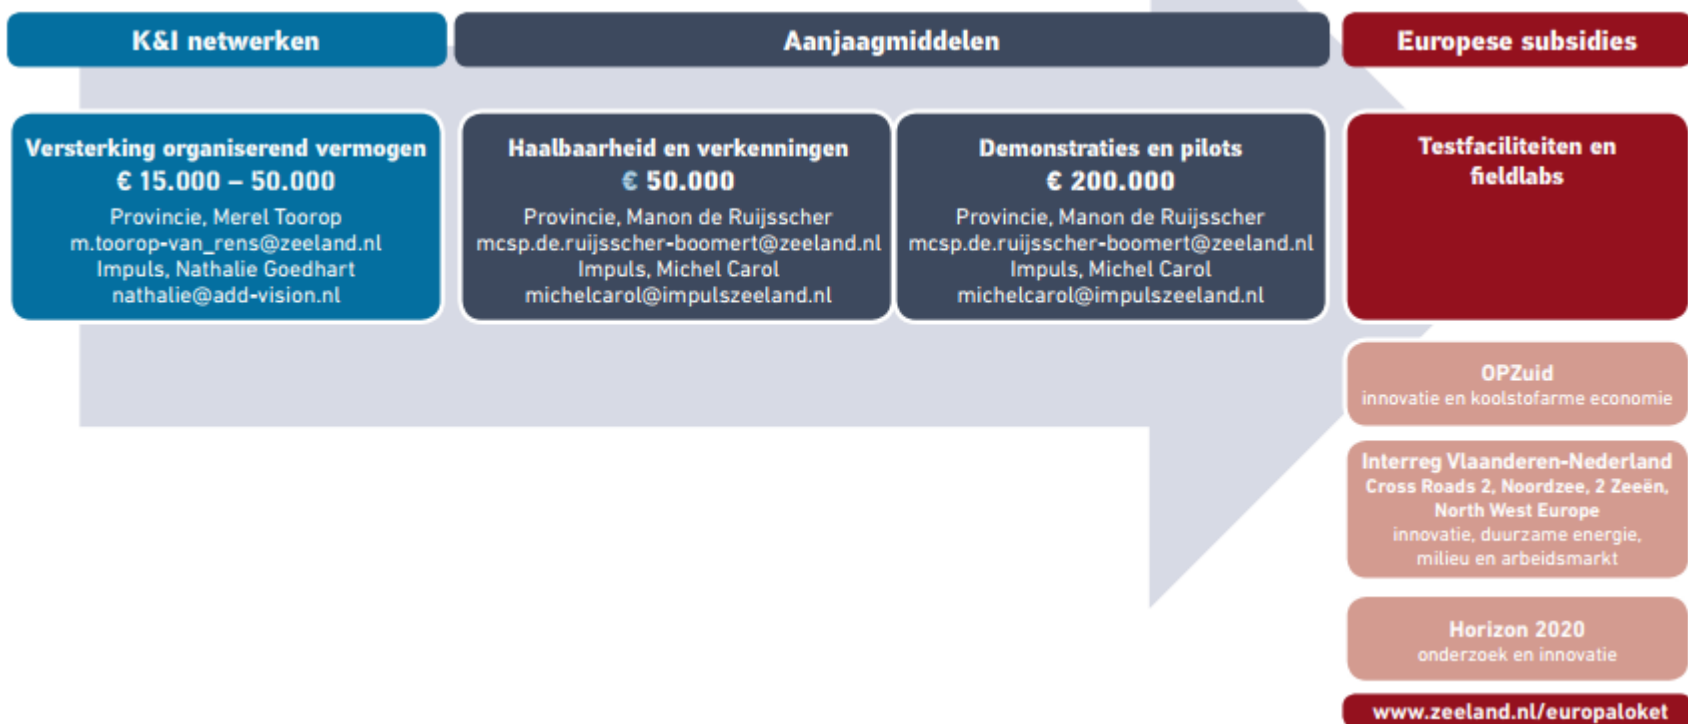 K&I netwerken
Aanjaagmiddelen
Europese subsidies
Versterking organiserend vermogen
€ 15.000 – 50.000
Provincie, Merel Toorop
m.toorop-van_rens@zeeland.nl
Impuls, Nathalie Goedhart
nathalie@add-vision.nl
Haalbaarheid en verkenningen
€ 50.000
Provincie, Manon de Ruijsscher
mcsp.de.ruijsscher-boomert@zeeland.nl
Impuls, Michel Carol
michelcarol@impulszeeland.nl
Demonstraties en pilots
€ 200.000
Provincie, Manon de Ruijsscher
mcsp.de.ruijsscher-boomert@zeeland.nl
Impuls, Michel Carol
michelcarol@impulszeeland.nl
Testfaciliteiten en
fieldlabs
OPZuid
innovatie en koolstofarme economie
Interreg Vlaanderen-Nederland
Cross Roads 2, Noordzee, 2 Zeeën,
North West Europe
innovatie, duurzame energie,
milieu en arbeidsmarkt
Horizon 2020
onderzoek en innovatie
www.zeeland.nl/europaloket